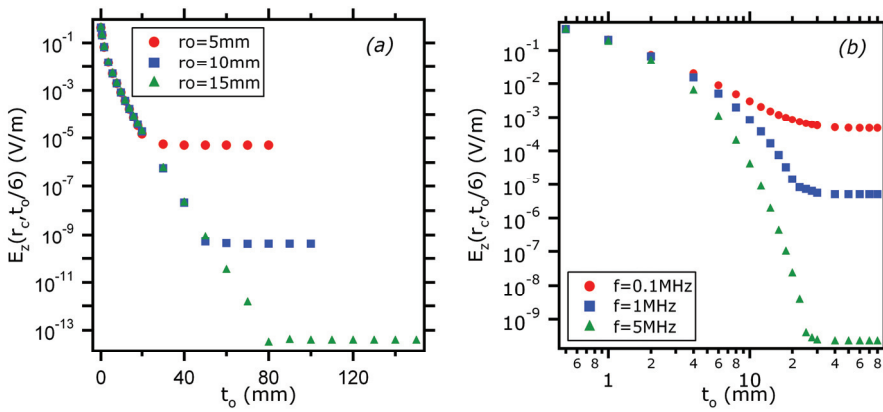 E_z(r_c,t_o/6) (V/m)
10^-1
10^-3
10^-5
10^-7
10^-9
10^-11
10^-13
ro=5mm
ro=10mm
ro=15mm
(a)
0 40 80 120
t_o (mm)
E_z(r_c,t_o/6) (V/m)
10^-1
10^-2
10^-3
10^-4
10^-5
10^-6
10^-7
10^-8
10^-9
(b)
f=0.1MHz
f=1MHz
f=5MHz
6 8 1 2 4 6 8 10 2 4 6 8
t_o (mm)